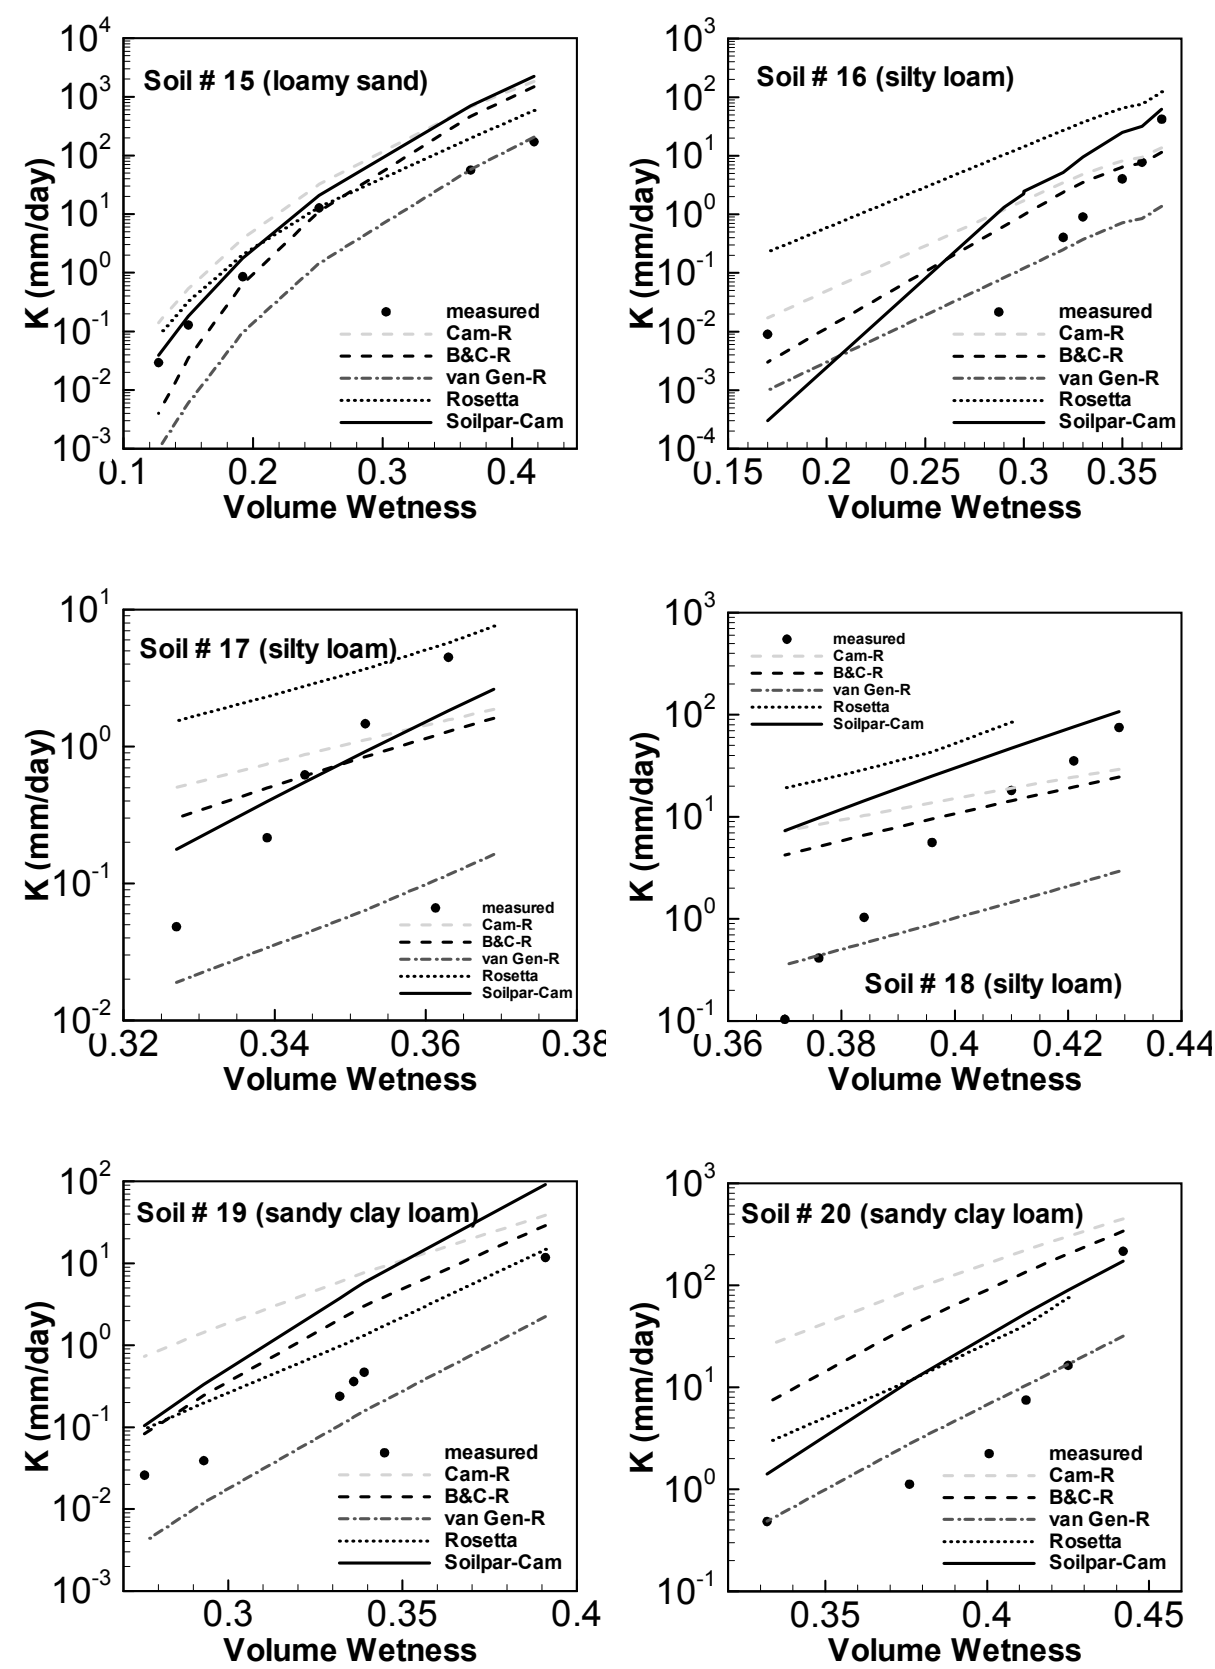 Soil # 15 (loamy sand)
K (mm/day)
10^4
10^3
10^2
10^1
10^0
10^-1
10^-2
10^-3
measured
Cam-R
B&C-R
van Gen-R
Rosetta
Soilpar-Cam
0.1 0.2 0.3 0.4
Volume Wetness
Soil # 16 (silty loam)
K (mm/day)
10^3
10^2
10^1
10^0
10^-1
10^-2
10^-3
10^-4
measured
Cam-R
B&C-R
van Gen-R
Rosetta
Soilpar-Cam
0.15 0.2 0.25 0.3 0.35
Volume Wetness
Soil # 17 (silty loam)
K (mm/day)
10^1
10^0
10^-1
10^-2
measured
Cam-R
B&C-R
van Gen-R
Rosetta
Soilpar-Cam
0.32 0.34 0.36 0.38
Volume Wetness
measured
Cam-R
B&C-R
van Gen-R
Rosetta
Soilpar-Cam
K (mm/day)
10^3
10^2
10^1
10^0
10^-1
Soil # 18 (silty loam)
0.36 0.38 0.4 0.42 0.44
Volume Wetness
Soil # 19 (sandy clay loam)
K (mm/day)
10^2
10^1
10^0
10^-1
10^-2
10^-3
measured
Cam-R
B&C-R
van Gen-R
Rosetta
Soilpar-Cam
0.3 0.35 0.4
Volume Wetness
Soil # 20 (sandy clay loam)
K (mm/day)
10^3
10^2
10^1
10^0
10^-1
measured
Cam-R
B&C-R
van Gen-R
Rosetta
Soilpar-Cam
0.35 0.4 0.45
Volume Wetness